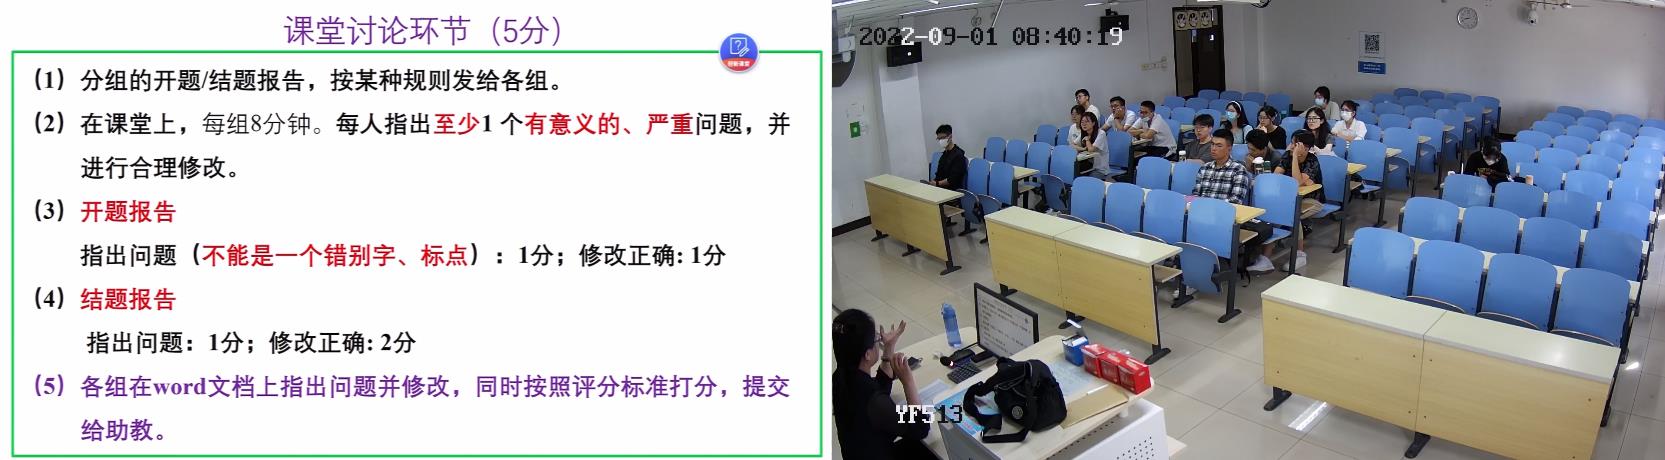 课堂讨论环节（5分）
创新课堂
（1）分组的开题/结题报告，按某种规则发给各组。
（2）在课堂上，每组8分钟。每人指出至少1 个有意义的、严重问题，并
进行合理修改。
（3）开题报告
指出问题（不能是一个错别字、标点）：1分；修改正确: 1分
（4）结题报告
指出问题：1分；修改正确: 2分
（5）各组在word文档上指出问题并修改，同时按照评分标准打分，提交
给助教。
2022-09-01 08:40:19
YF513